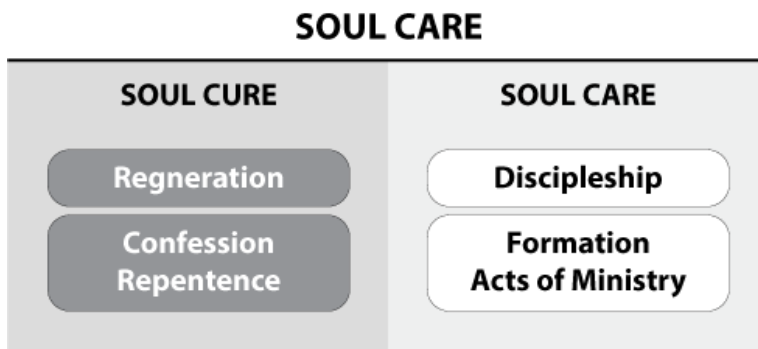 SOUL CARE
SOUL CURE
Regneration
Confession
Repentence
SOUL CARE
Discipleship
Formation
Acts of Ministry